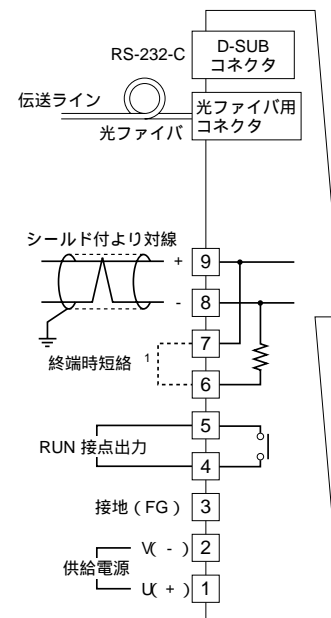 RS-232-C
D-SUB
コネクタ
伝送ライン
光ファイバ
光ファイバ用
コネクタ
シールド付より対線
+ 9
- 8
7
終端時短絡 1
6
5
RUN 接点出力
4
接地（FG） 3
V( - ) 2
供給電源
U( + ) 1